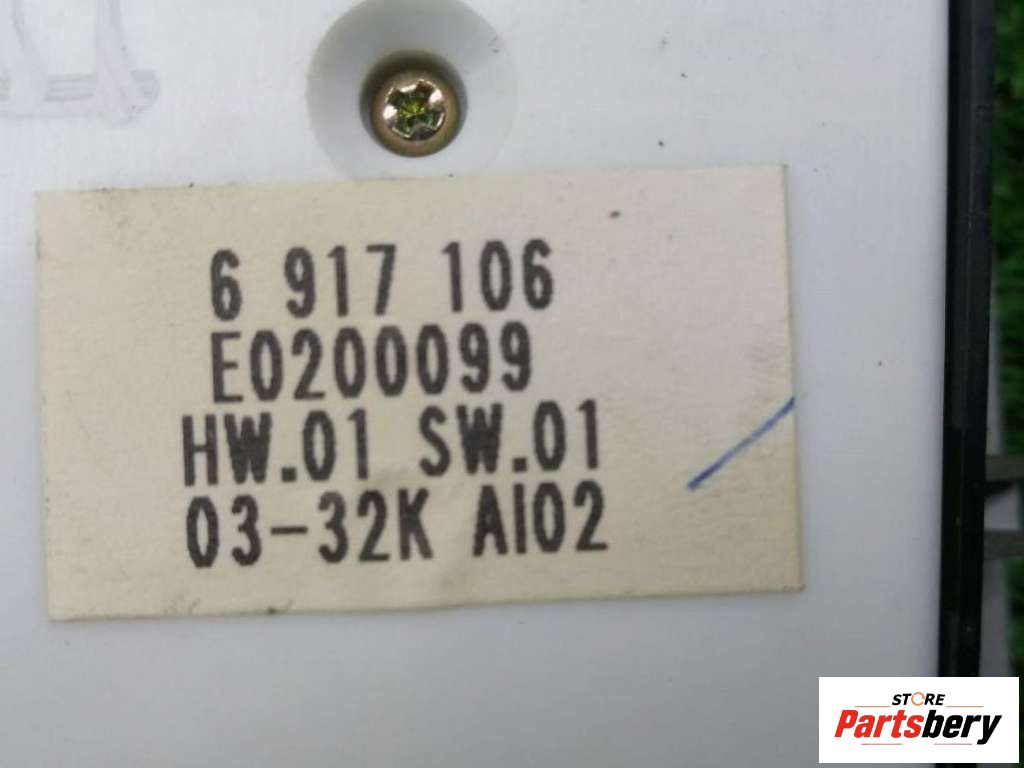 6 917 106
E0200099
HW.01 SW.01
03-32K AI02
STORE
Partsbery